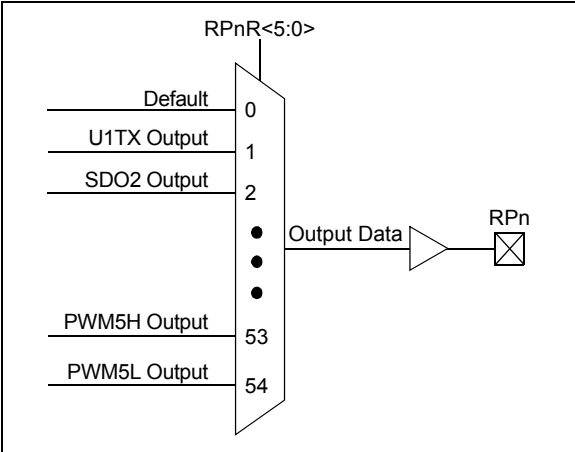 RPnR<5:0>
Default
0
U1TX Output
1
SDO2 Output
2
RPn
Output Data
PWM5H Output
53
PWM5L Output
54